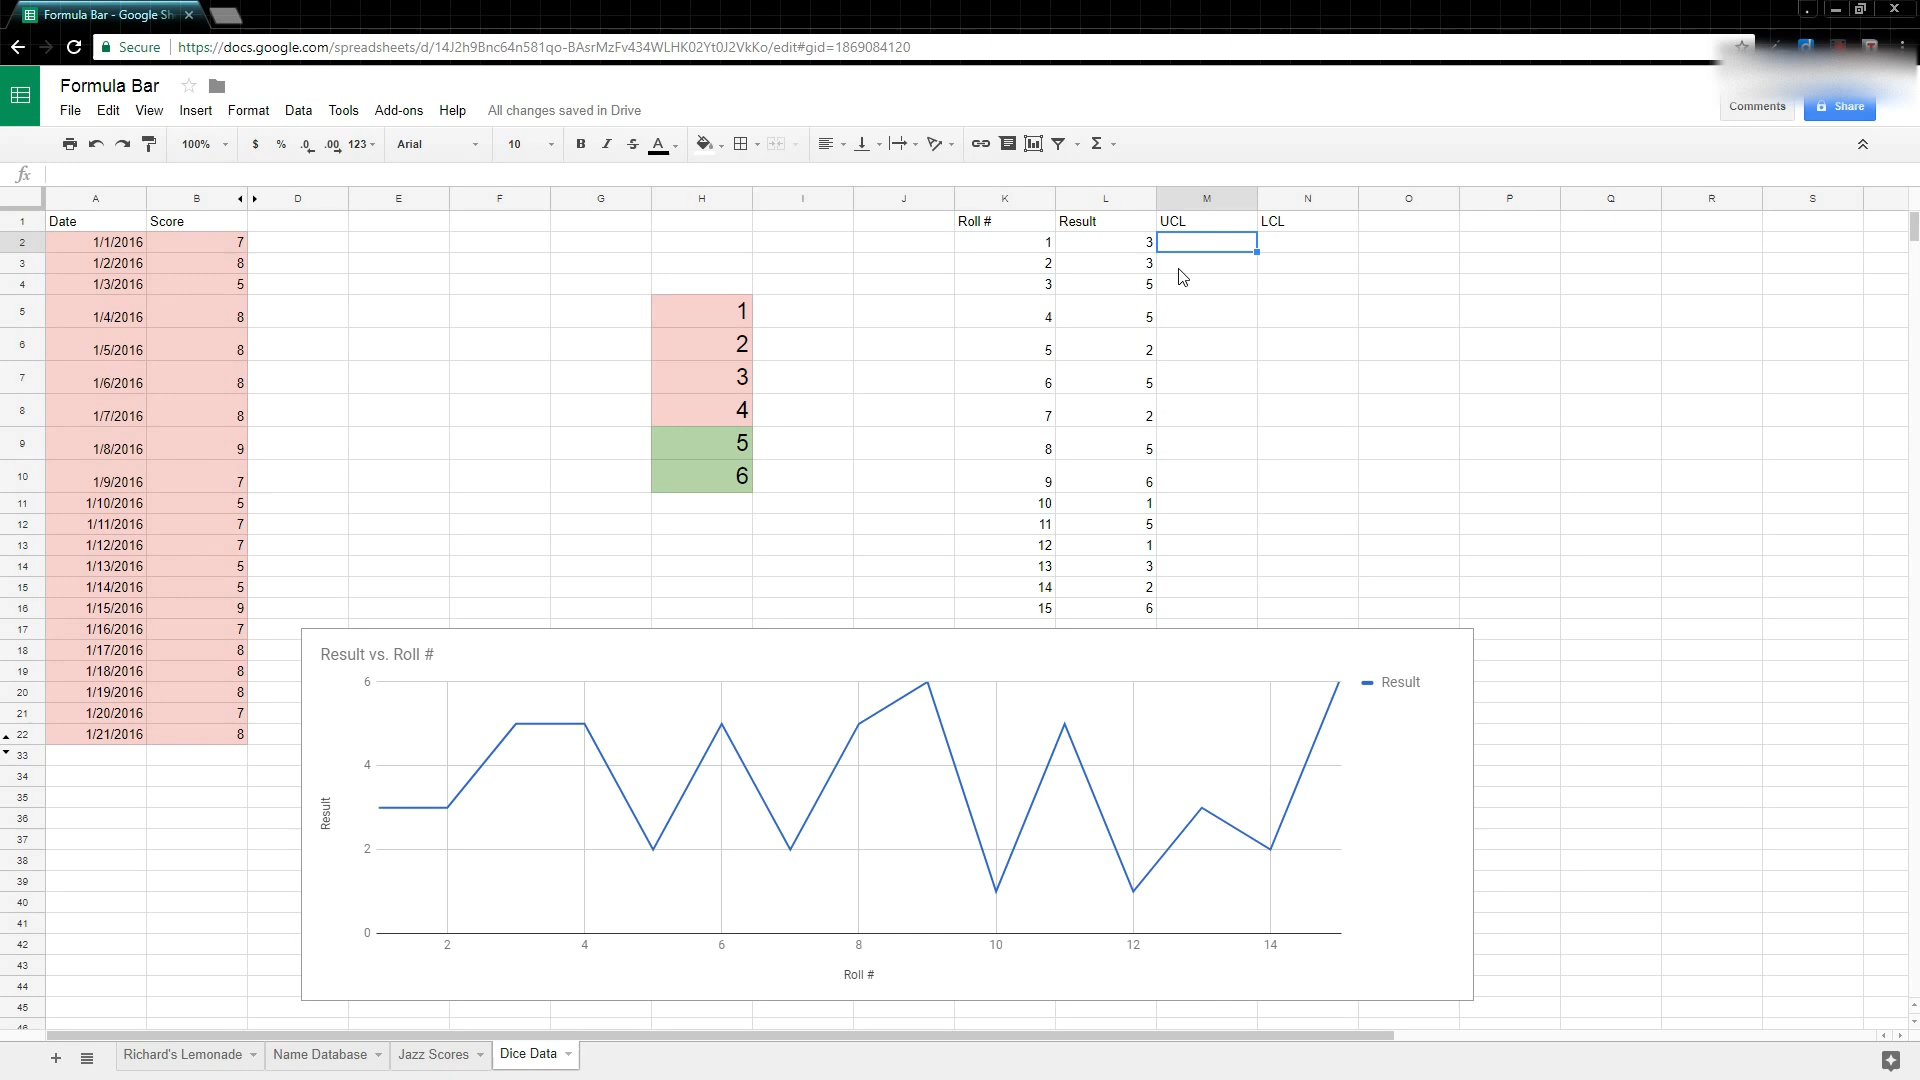 Formula Bar - Google Sh
Secure https://docs.google.com/spreadsheets/d/14J2h9Bnc64n581qo-BAsrMzFv434WLHK02Yt0J2VkKo/edit#gid=1869084120
Formula Bar
File Edit View Insert Format Data Tools Add-ons Help All changes saved in Drive
Comments Share
100% $ % .0 .00 123 Arial 10 B I S A Σ
fx
A B D E F G H I J K L M N O P Q R S
1 Date Score Roll # Result UCL LCL
2 1/1/2016 7 1 3
3 1/2/2016 8 2 3
4 1/3/2016 5 3 5
5 1/4/2016 8 1 4 5
6 1/5/2016 8 2 5 2
7 1/6/2016 8 3 6 5
8 1/7/2016 8 4 7 2
9 1/8/2016 9 5 8 5
10 1/9/2016 7 6 9 6
11 1/10/2016 5 10 1
12 1/11/2016 7 11 5
13 1/12/2016 7 12 1
14 1/13/2016 5 13 3
15 1/14/2016 5 14 2
16 1/15/2016 9 15 6
17 1/16/2016 7
18 1/17/2016 8
19 1/18/2016 8
20 1/19/2016 8
21 1/20/2016 7
22 1/21/2016 8
33
34
35
36
37
38
39
40
41
42
43
44
45
46
Result vs. Roll #
Result
6
4
2
0
Result
2 4 6 8 10 12 14
Roll #
Richard's Lemonade Name Database Jazz Scores Dice Data